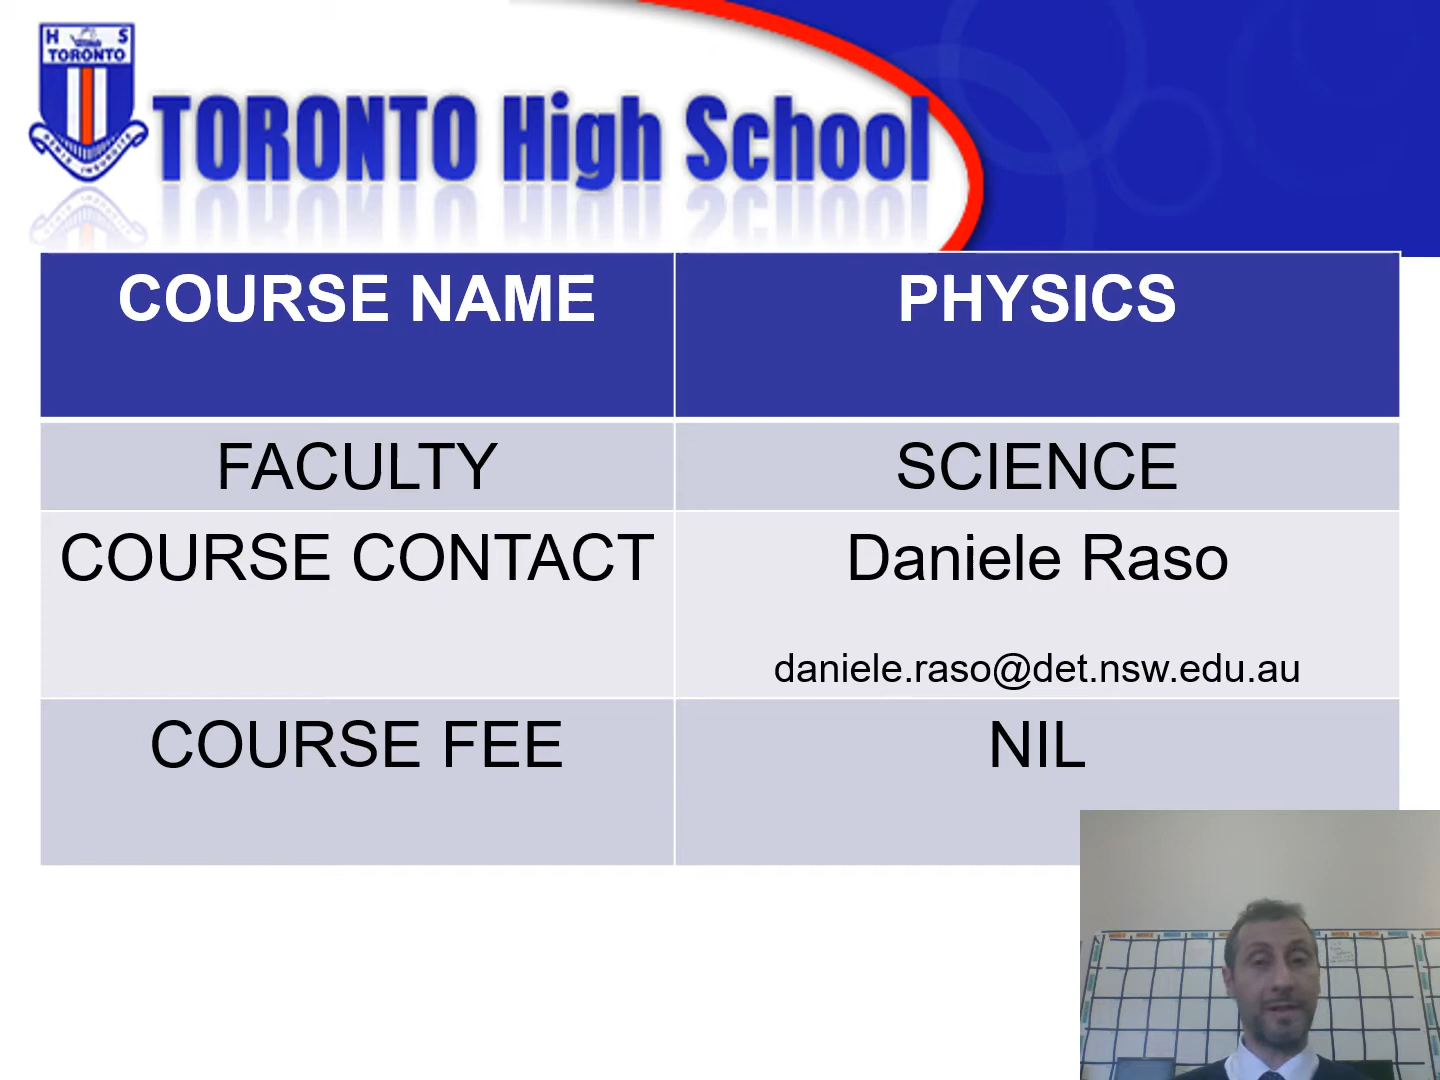 H S
TORONTO
TORONTO High School
COURSE NAME
PHYSICS
FACULTY
SCIENCE
COURSE CONTACT
Daniele Raso
daniele.raso@det.nsw.edu.au
COURSE FEE
NIL